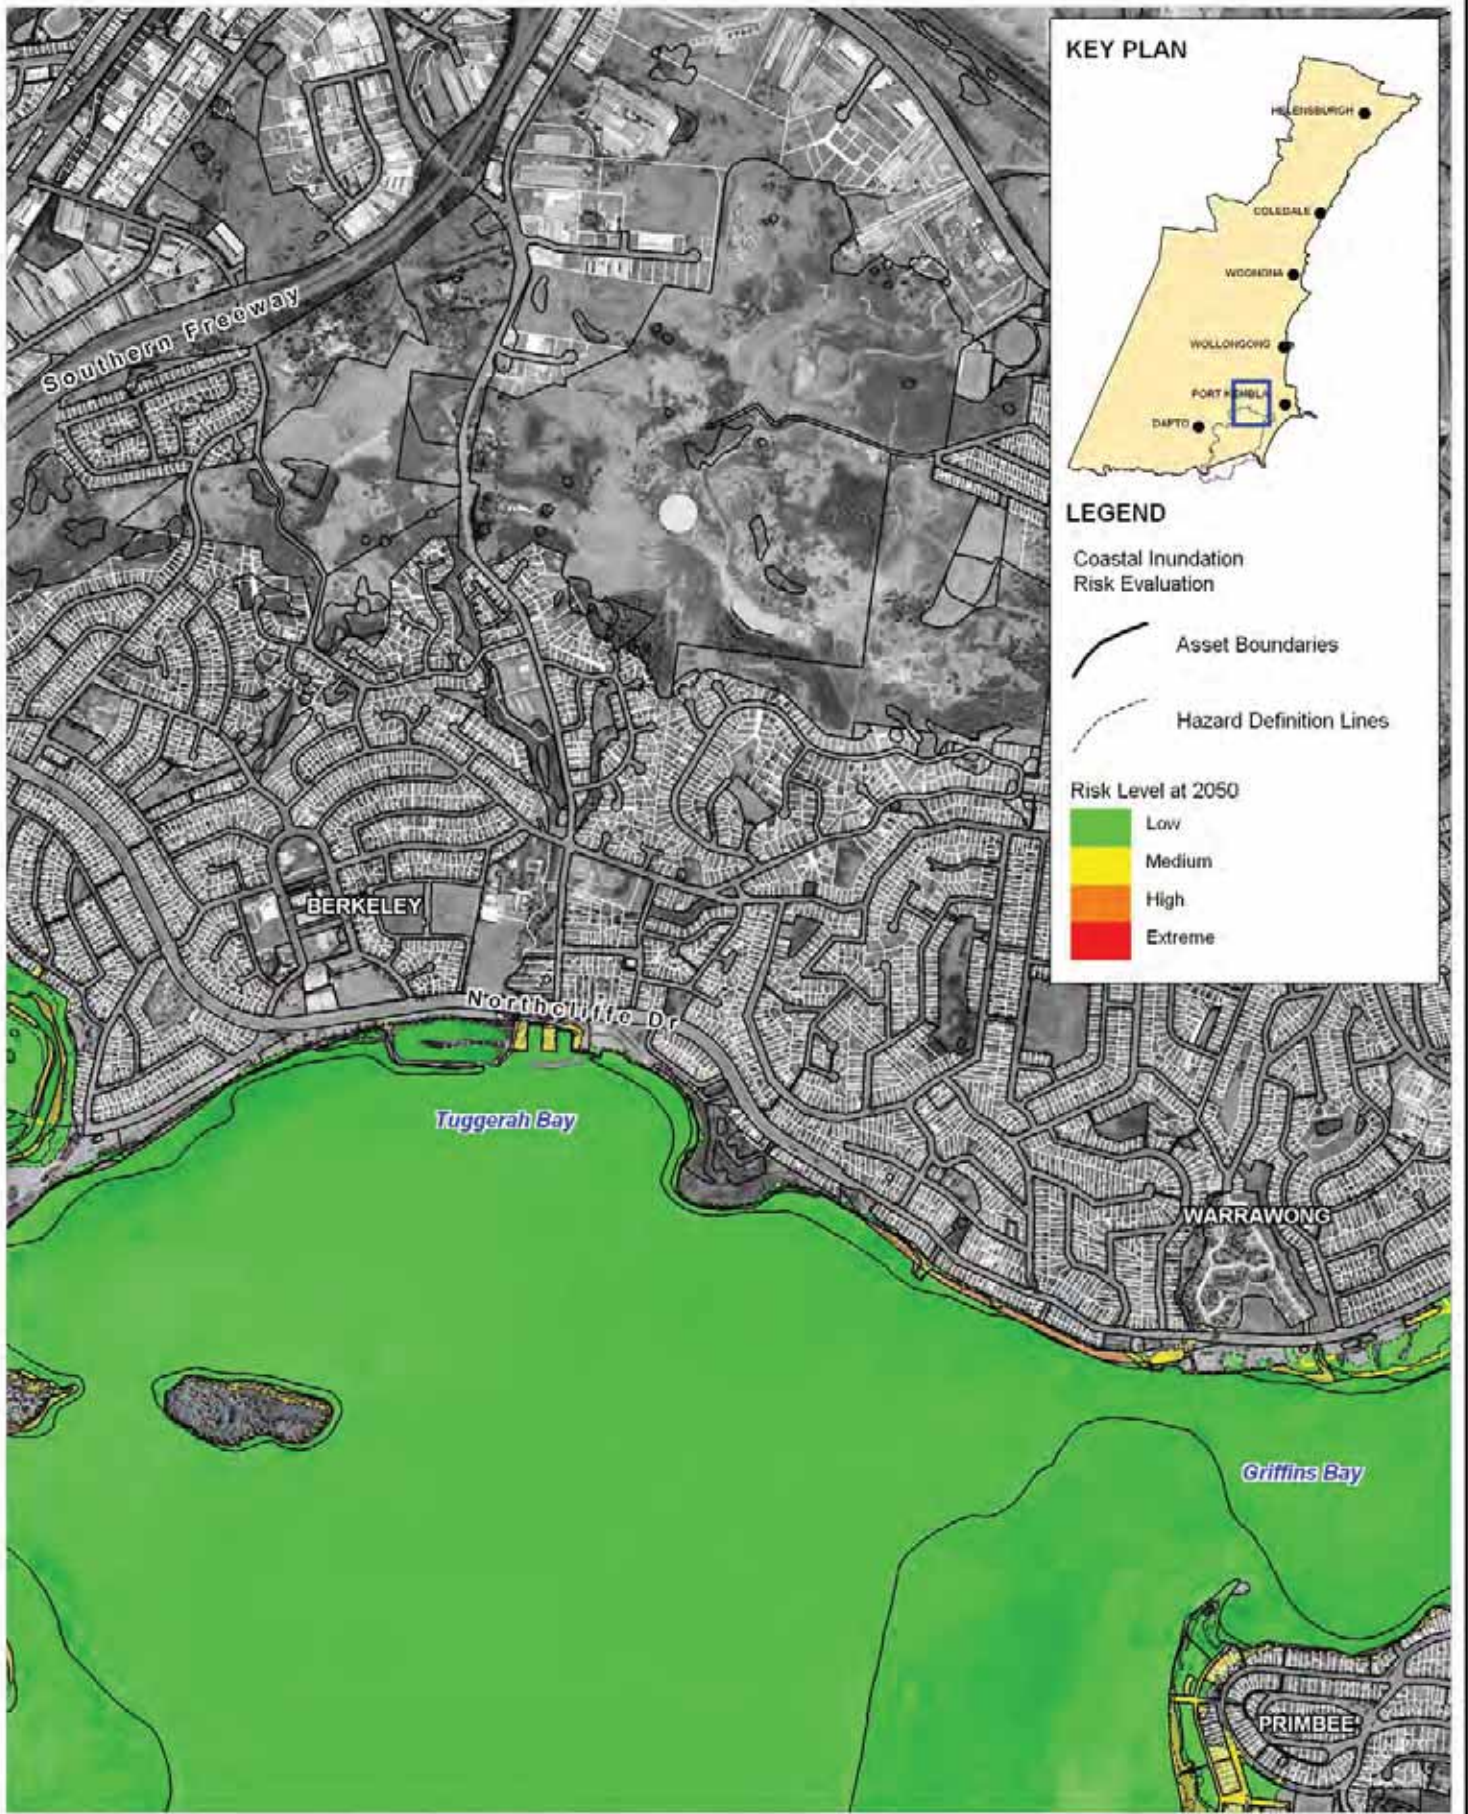 KEY PLAN
HELENSBURGH
COLEDALE
WOONONA
WOLLONGONG
PORT KEMBLA
DAPTO
LEGEND
Coastal Inundation
Risk Evaluation
Asset Boundaries
Hazard Definition Lines
Risk Level at 2050
Low
Medium
High
Extreme
Southern Freeway
BERKELEY
Northcliffe Dr
Tuggerah Bay
WARRAWONG
Griffins Bay
PRIMBEE